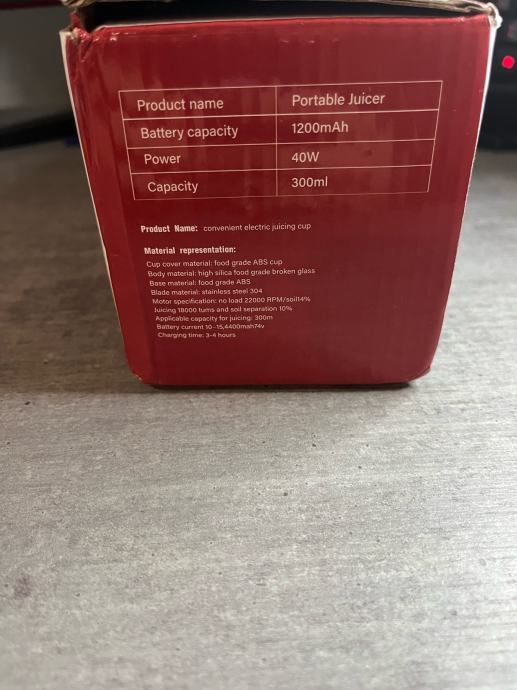 Product name Portable Juicer
Battery capacity 1200mAh
Power 40W
Capacity 300ml
Product Name: convenient electric juicing cup
Material representation:
Cup cover material: food grade ABS cup
Body material: high silica food grade broken glass
Base material: food grade ABS
Blade material: stainless steel 304
Motor specification: no load 22000 RPM/soil14%
Juicing 18000 tums and soil separation 10%
Applicable capacity for juicing: 300m
Battery current 10-15,4400mah74v
Charging time: 3-4 hours